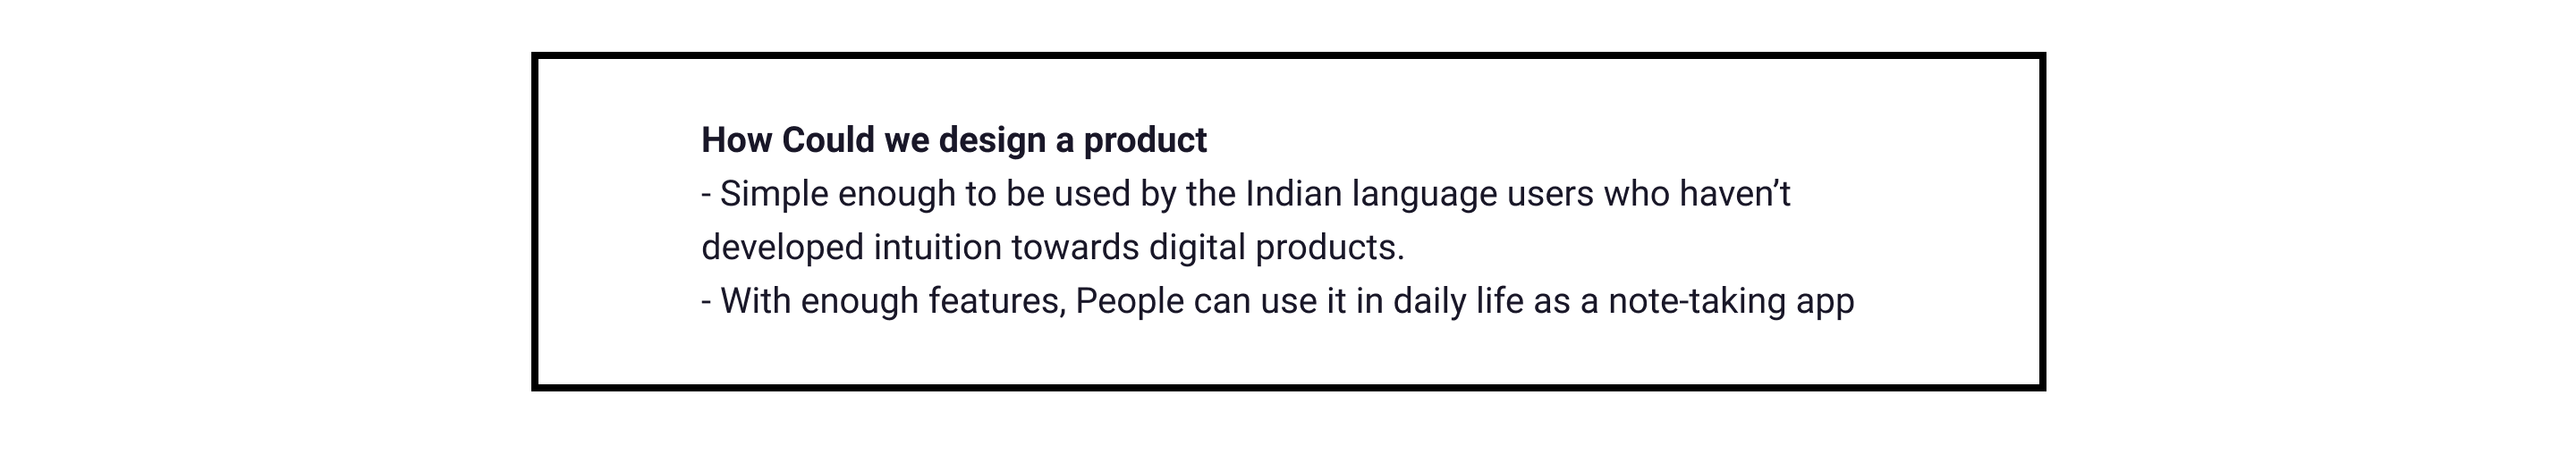 How Could we design a product
- Simple enough to be used by the Indian language users who haven’t
developed intuition towards digital products.
- With enough features, People can use it in daily life as a note-taking app